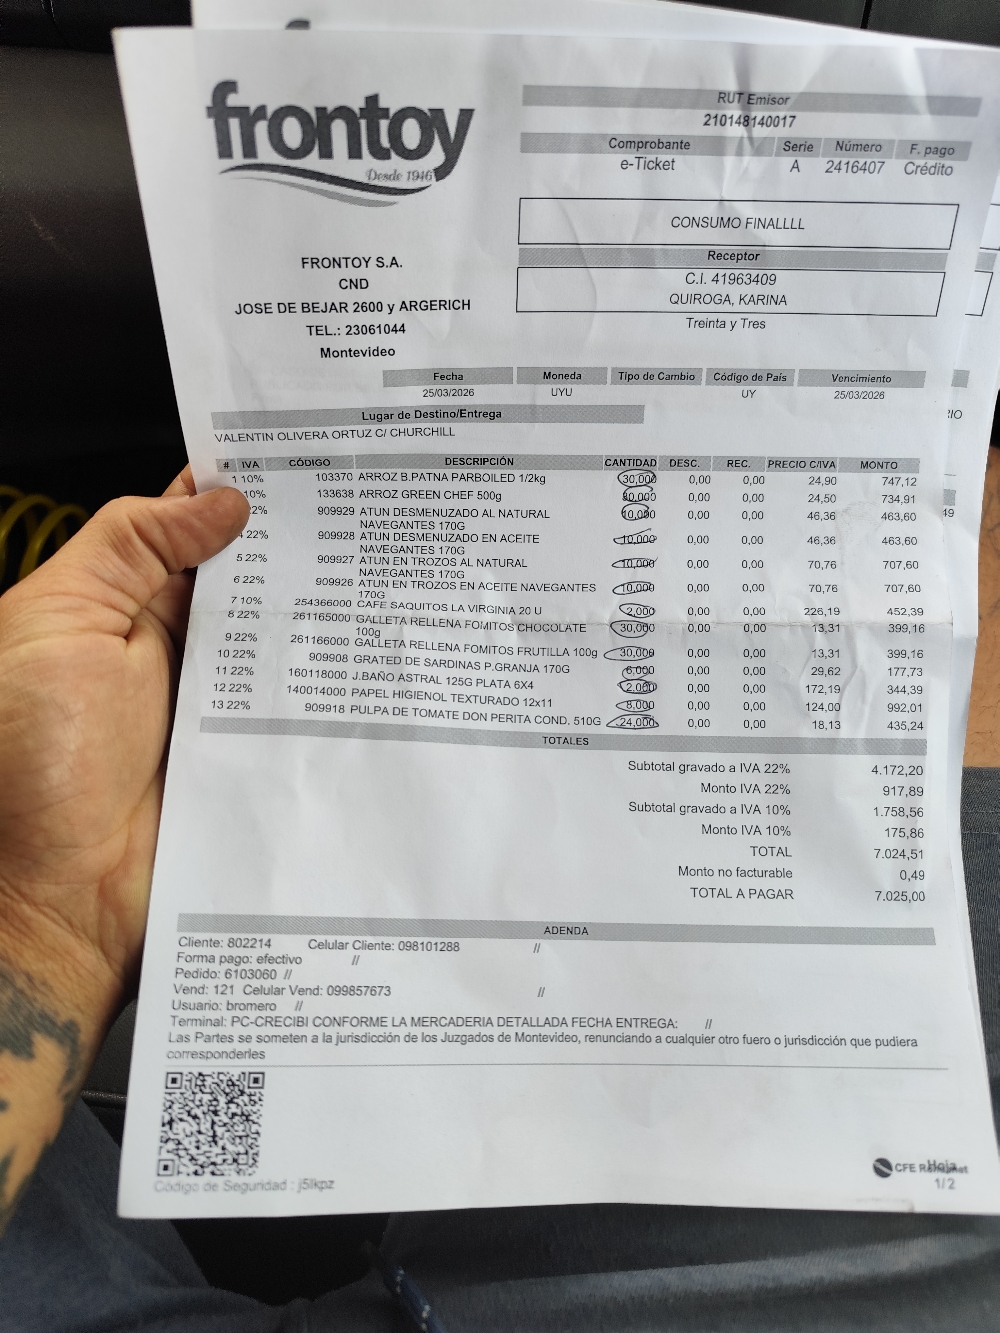 frontoy
Desde 1946
RUT Emisor
210148140017
Comprobante Serie Número F. pago
e-Ticket A 2416407 Crédito
CONSUMO FINALLLL
Receptor
C.I. 41963409
QUIROGA, KARINA
Treinta y Tres
FRONTOY S.A.
CND
JOSE DE BEJAR 2600 y ARGERICH
TEL.: 23061044
Montevideo
Fecha Moneda Tipo de Cambio Código de País Vencimiento
25/03/2026 UYU UY 25/03/2026
Lugar de Destino/Entrega
VALENTIN OLIVERA ORTUZ C/ CHURCHILL
# IVA CÓDIGO DESCRIPCIÓN CANTIDAD DESC. REC. PRECIO C/IVA MONTO
1 10% 103370 ARROZ B.PATNA PARBOILED 1/2kg 30,000 0,00 0,00 24,90 747,12
10% 133638 ARROZ GREEN CHEF 500g 30,000 0,00 0,00 24,50 734,91
22% 909929 ATUN DESMENUZADO AL NATURAL 10,000 0,00 0,00 46,36 463,60
NAVEGANTES 170G
4 22% 909928 ATUN DESMENUZADO EN ACEITE 10,000 0,00 0,00 46,36 463,60
NAVEGANTES 170G
5 22% 909927 ATUN EN TROZOS AL NATURAL 10,000 0,00 0,00 70,76 707,60
NAVEGANTES 170G
6 22% 909926 ATUN EN TROZOS EN ACEITE NAVEGANTES 10,000 0,00 0,00 70,76 707,60
170G
7 10% 254366000 CAFE SAQUITOS LA VIRGINIA 20 U 2,000 0,00 0,00 226,19 452,39
8 22% 261165000 GALLETA RELLENA FOMITOS CHOCOLATE 30,000 0,00 0,00 13,31 399,16
100g
9 22% 261166000 GALLETA RELLENA FOMITOS FRUTILLA 100g 30,000 0,00 0,00 13,31 399,16
10 22% 909908 GRATED DE SARDINAS P.GRANJA 170G 6,000 0,00 0,00 29,62 177,73
11 22% 160118000 J.BAÑO ASTRAL 125G PLATA 6X4 2,000 0,00 0,00 172,19 344,39
12 22% 140014000 PAPEL HIGIENOL TEXTURADO 12x11 8,000 0,00 0,00 124,00 992,01
13 22% 909918 PULPA DE TOMATE DON PERITA COND. 510G 24,000 0,00 0,00 18,13 435,24
TOTALES
Subtotal gravado a IVA 22% 4.172,20
Monto IVA 22% 917,89
Subtotal gravado a IVA 10% 1.758,56
Monto IVA 10% 175,86
TOTAL 7.024,51
Monto no facturable 0,49
TOTAL A PAGAR 7.025,00
ADENDA
Cliente: 802214 Celular Cliente: 098101288 //
Forma pago: efectivo //
Pedido: 6103060 //
Vend: 121 Celular Vend: 099857673 //
Usuario: bromero //
Terminal: PC-CRECIBI CONFORME LA MERCADERIA DETALLADA FECHA ENTREGA: //
Las Partes se someten a la jurisdicción de los Juzgados de Montevideo, renunciando a cualquier otro fuero o jurisdicción que pudiera
corresponderles
Código de Seguridad : j5lkpz
CFE
Hoja
1/2